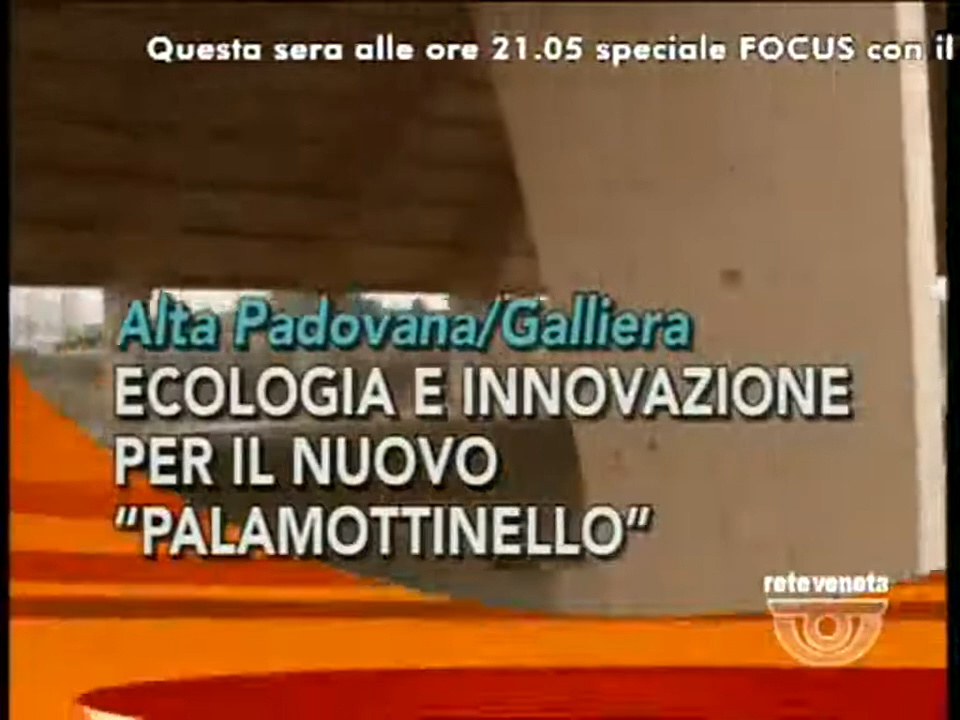 Questa sera alle ore 21.05 speciale FOCUS con il
Alta Padovana/Galliera
ECOLOGIA E INNOVAZIONE
PER IL NUOVO
“PALAMOTTINELLO”
reteveneta